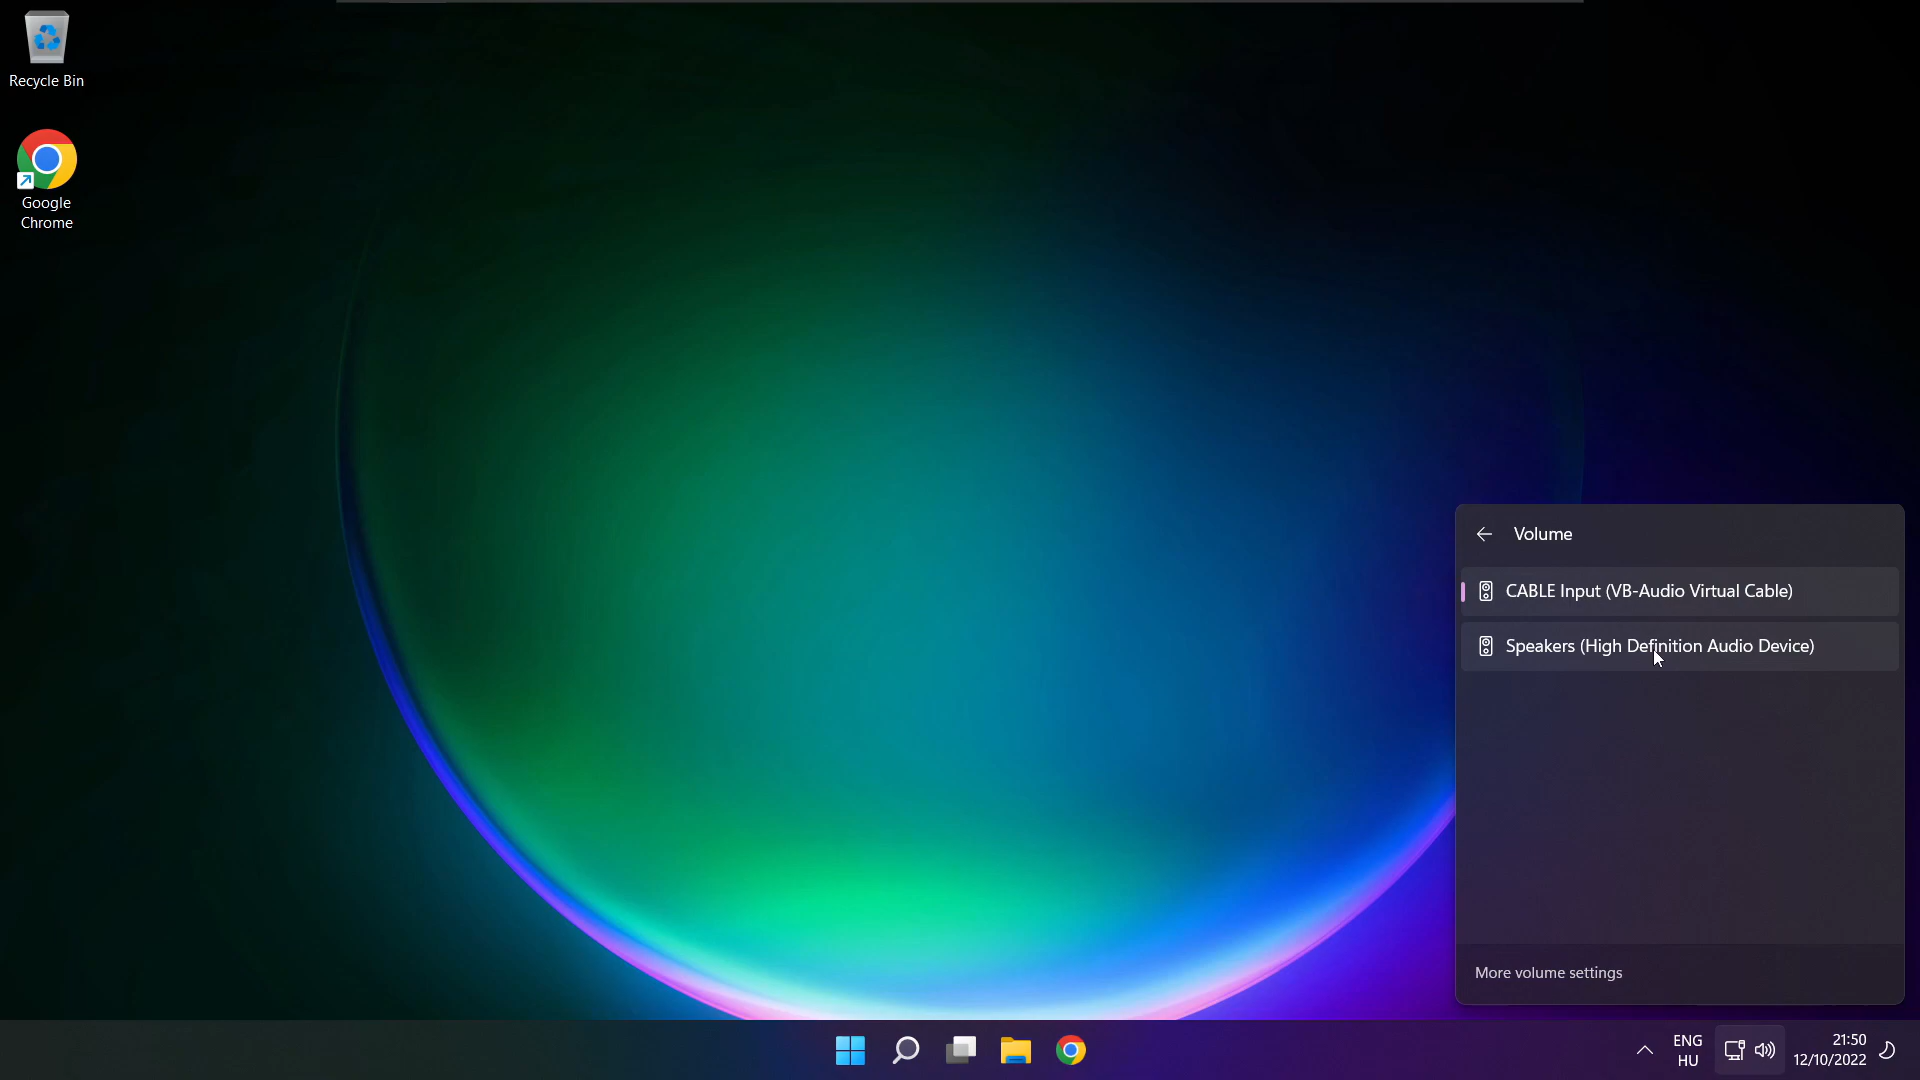 Recycle Bin
Google
Chrome
Volume
CABLE Input (VB-Audio Virtual Cable)
Speakers (High Definition Audio Device)
More volume settings
ENG
HU
21:50
12/10/2022